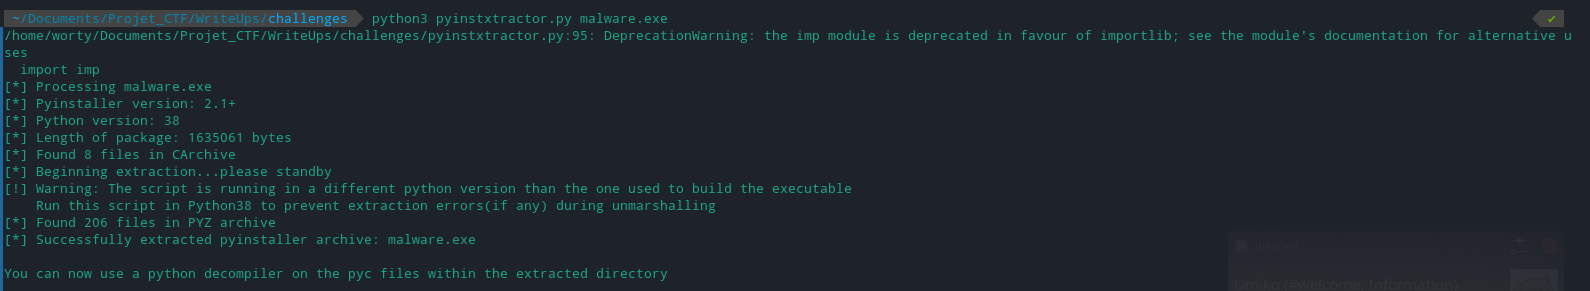 ~/Documents/Projet_CTF/WriteUps/challenges python3 pyinstxtractor.py malware.exe ✔
/home/worty/Documents/Projet_CTF/WriteUps/challenges/pyinstxtractor.py:95: DeprecationWarning: the imp module is deprecated in favour of importlib; see the module's documentation for alternative u
ses
  import imp
[*] Processing malware.exe
[*] Pyinstaller version: 2.1+
[*] Python version: 38
[*] Length of package: 1635061 bytes
[*] Found 8 files in CArchive
[*] Beginning extraction...please standby
[!] Warning: The script is running in a different python version than the one used to build the executable
    Run this script in Python38 to prevent extraction errors(if any) during unmarshalling
[*] Found 206 files in PYZ archive
[*] Successfully extracted pyinstaller archive: malware.exe
discord
You can now use a python decompiler on the pyc files within the extracted directory